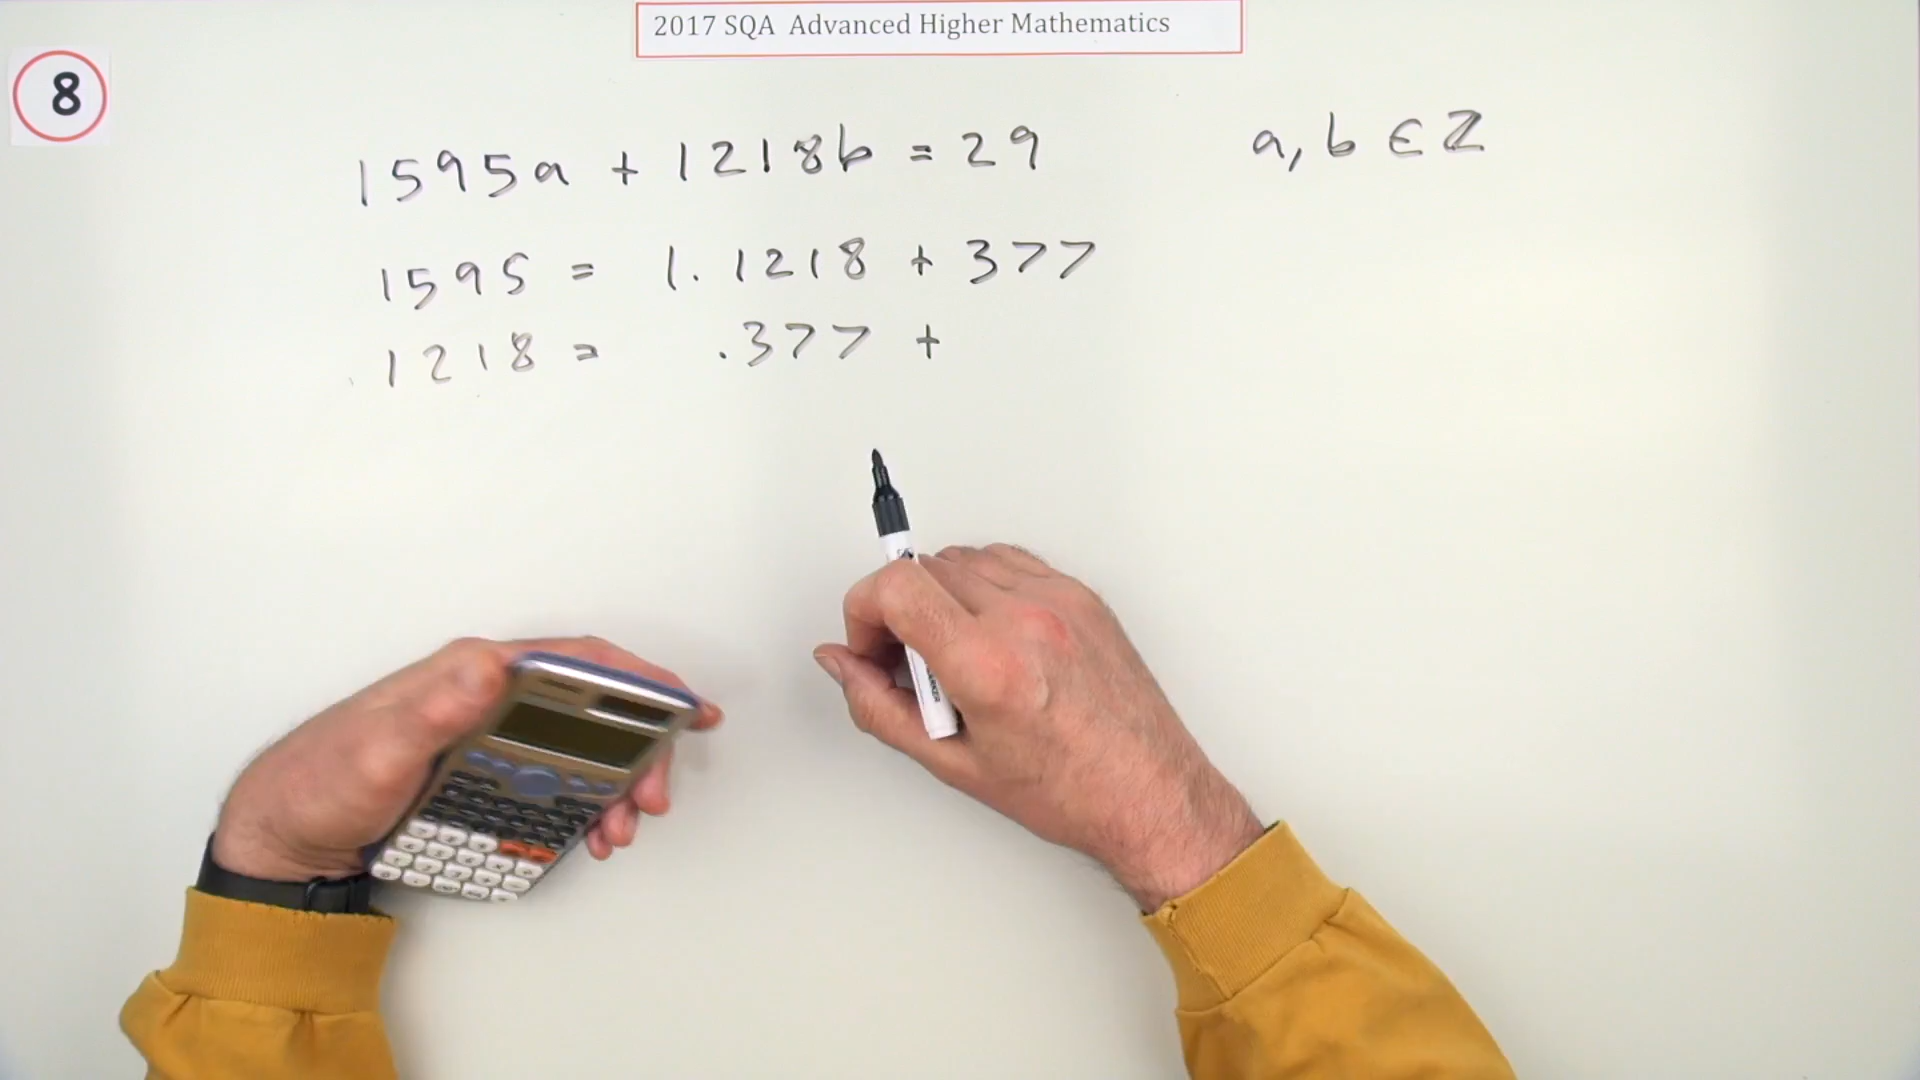 2017 SQA Advanced Higher Mathematics
8
1595a + 1218b = 29 a, b ∈ ℤ
1595 = 1.1218 + 377
1218 = .377 +